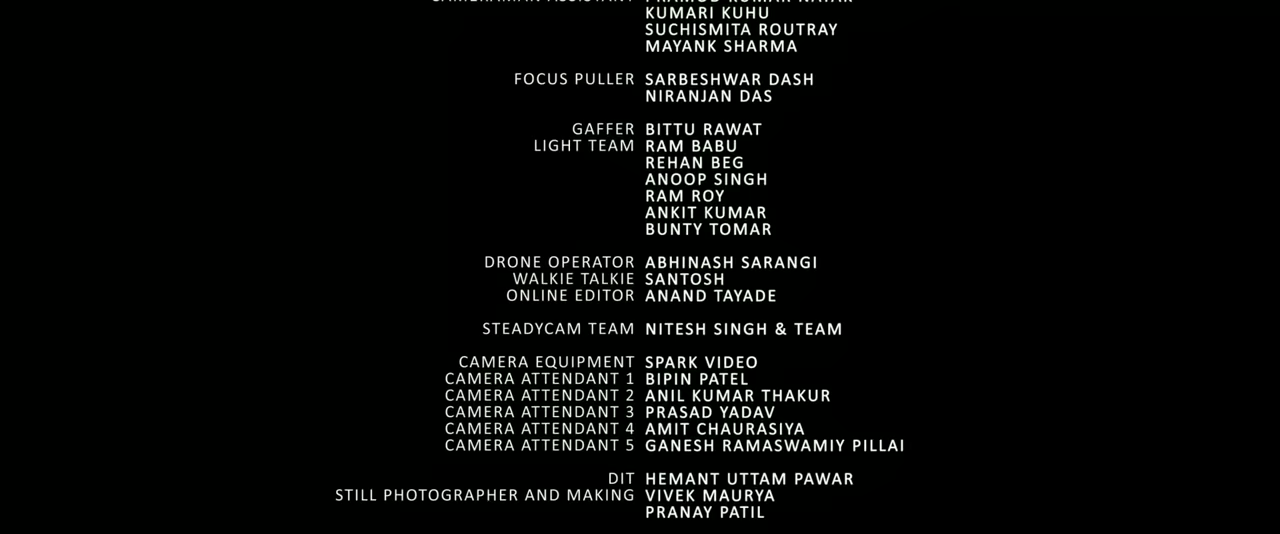 KUMARI KUHU
SUCHISMITA ROUTRAY
MAYANK SHARMA
FOCUS PULLER SARBESHWAR DASH
NIRANJAN DAS
GAFFER BITTU RAWAT
LIGHT TEAM RAM BABU
REHAN BEG
ANOOP SINGH
RAM ROY
ANKIT KUMAR
BUNTY TOMAR
DRONE OPERATOR ABHINASH SARANGI
WALKIE TALKIE SANTOSH
ONLINE EDITOR ANAND TAYADE
STEADYCAM TEAM NITESH SINGH & TEAM
CAMERA EQUIPMENT SPARK VIDEO
CAMERA ATTENDANT 1 BIPIN PATEL
CAMERA ATTENDANT 2 ANIL KUMAR THAKUR
CAMERA ATTENDANT 3 PRASAD YADAV
CAMERA ATTENDANT 4 AMIT CHAURASIYA
CAMERA ATTENDANT 5 GANESH RAMASWAMIY PILLAI
DIT HEMANT UTTAM PAWAR
STILL PHOTOGRAPHER AND MAKING VIVEK MAURYA
PRANAY PATIL